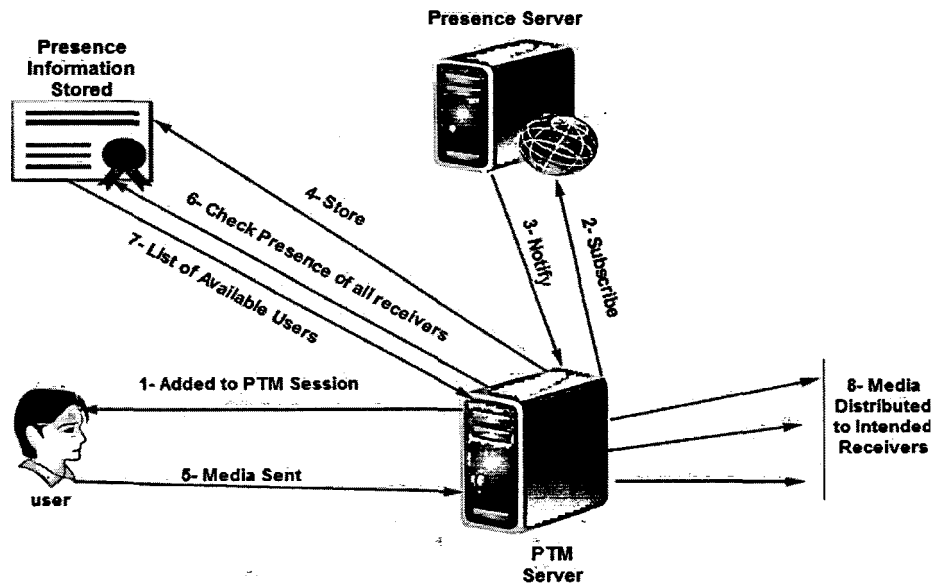 Presence Server
Presence
Information
Stored
4- Store
6- Check Presence of all receivers
7- List of Available Users
3- Notify
2- Subscribe
1- Added to PTM Session
8- Media
Distributed
to Intended
Receivers
5- Media Sent
user
PTM
Server